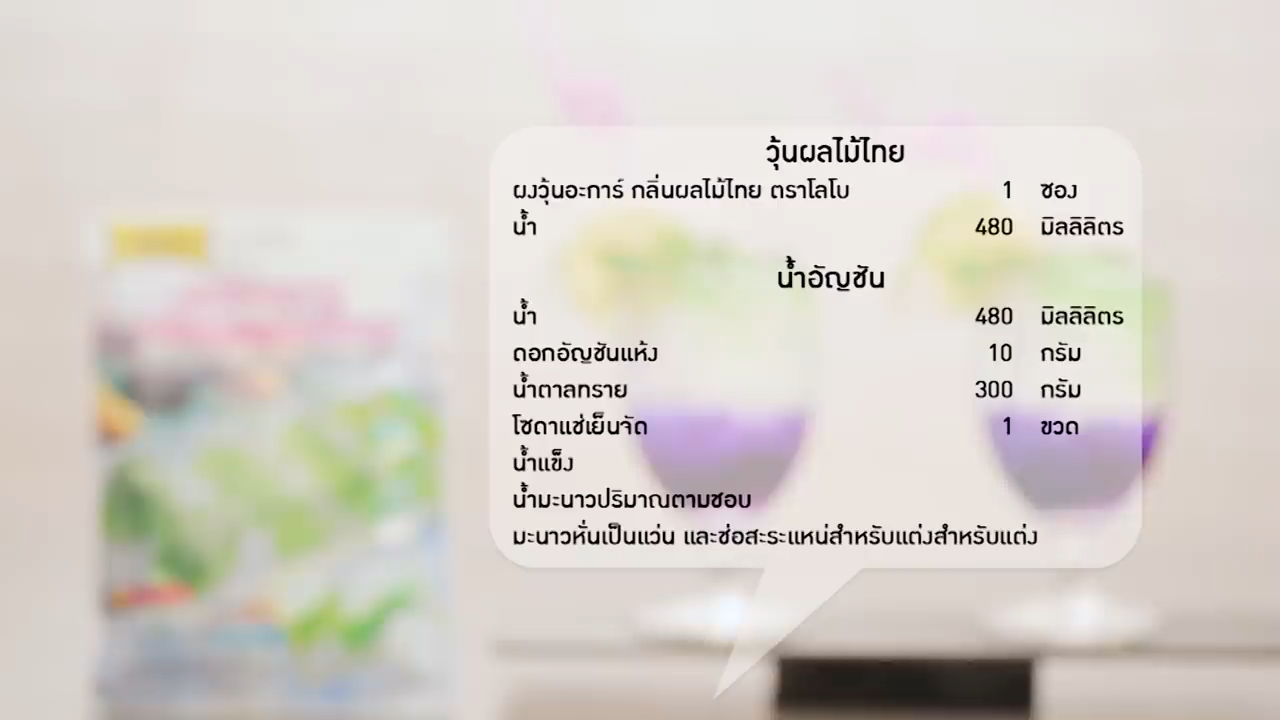 วุ้นผลไม้ไทย
ผงวุ้นอะการ์ กลิ่นผลไม้ไทย ตราโลโบ 1 ซอง
น้ำ 480 มิลลิลิตร
น้ำอัญชัน
น้ำ 480 มิลลิลิตร
ดอกอัญชันแห้ง 10 กรัม
น้ำตาลทราย 300 กรัม
โซดาแช่เย็นจัด 1 ขวด
น้ำแข็ง
น้ำมะนาวปริมาณตามชอบ
มะนาวหั่นเป็นแว่น และช่อสะระแหน่สำหรับแต่งสำหรับแต่ง